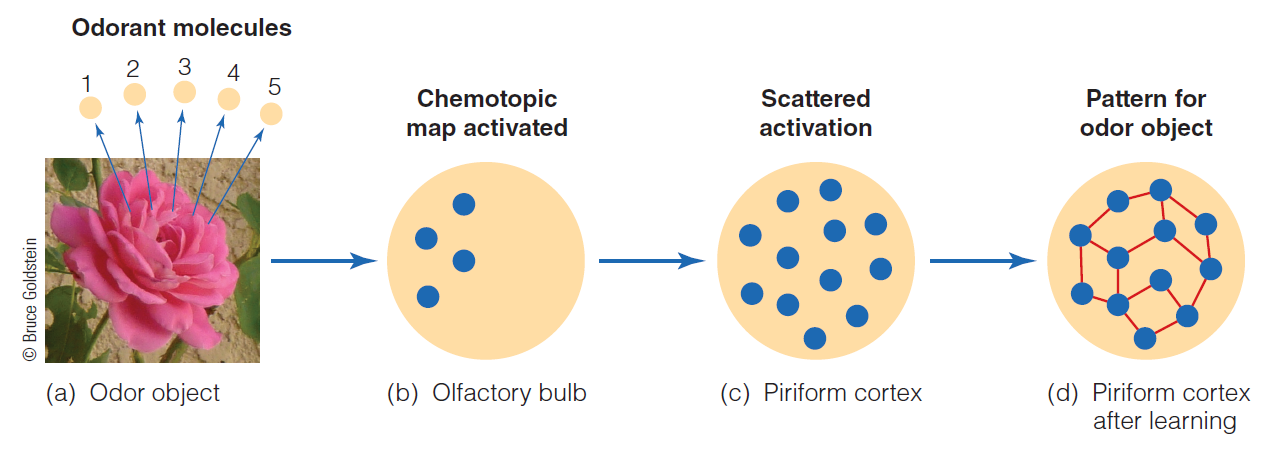 Odorant molecules
1
2
3
4
5
Chemotopic
map activated
Scattered
activation
Pattern for
odor object
© Bruce Goldstein
(a) Odor object
(b) Olfactory bulb
(c) Piriform cortex
(d) Piriform cortex
after learning